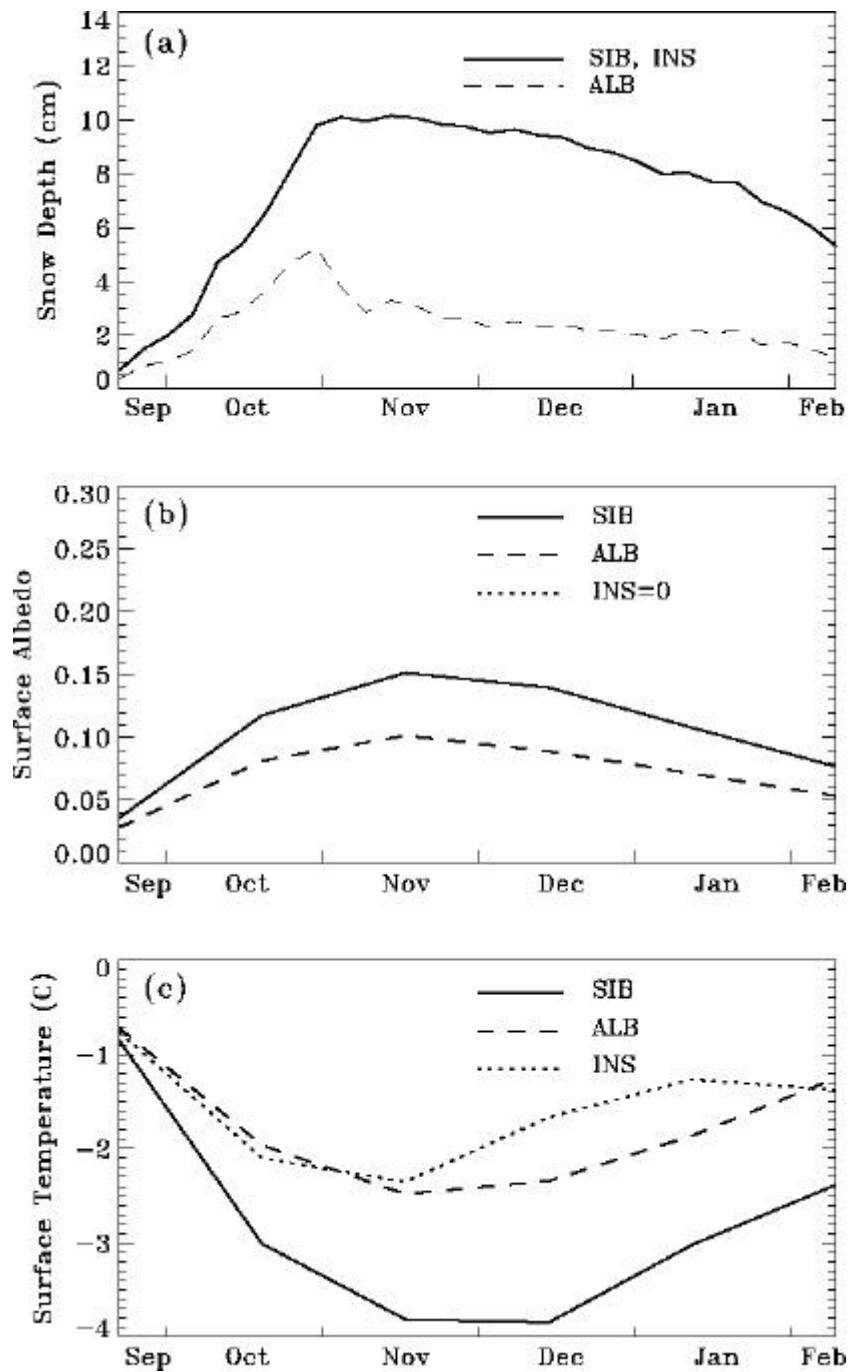 (a)
SIB, INS
ALB
Snow Depth (cm)
14
12
10
8
6
4
2
0
Sep Oct Nov Dec Jan Feb
(b)
SIB
ALB
INS=0
Surface Albedo
0.30
0.25
0.20
0.15
0.10
0.05
0.00
Sep Oct Nov Dec Jan Feb
(c)
SIB
ALB
INS
Surface Temperature (C)
0
−1
−2
−3
−4
Sep Oct Nov Dec Jan Feb